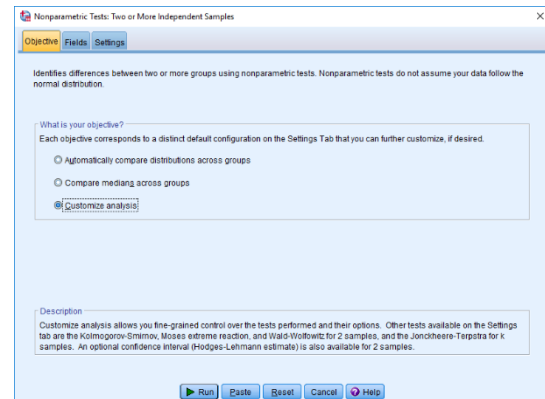 Nonparametric Tests: Two or More Independent Samples
Objective Fields Settings
Identifies differences between two or more groups using nonparametric tests. Nonparametric tests do not assume your data follow the
normal distribution.
What is your objective?
Each objective corresponds to a distinct default configuration on the Settings Tab that you can further customize, if desired.
Automatically compare distributions across groups
Compare medians across groups
Customize analysis
Description
Customize analysis allows you fine-grained control over the tests performed and their options. Other tests available on the Settings
tab are the Kolmogorov-Smirnov, Moses extreme reaction, and Wald-Wolfowitz for 2 samples, and the Jonckheere-Terpstra for k
samples. An optional confidence interval (Hodges-Lehmann estimate) is also available for 2 samples.
Run Paste Reset Cancel Help